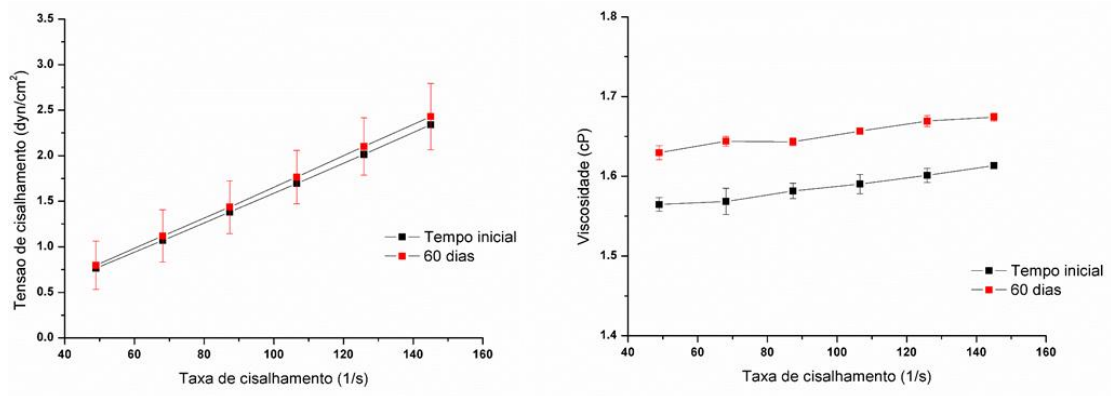 3.5
3.0
2.5
2.0
1.5
1.0
0.5
0.0
40 60 80 100 120 140 160
Tensao de cisalhamento (dyn/cm²)
Taxa de cisalhamento (1/s)
Tempo inicial
60 dias
1.8
1.7
1.6
1.5
1.4
40 60 80 100 120 140 160
Viscosidade (cP)
Taxa de cisalhamento (1/s)
Tempo inicial
60 dias